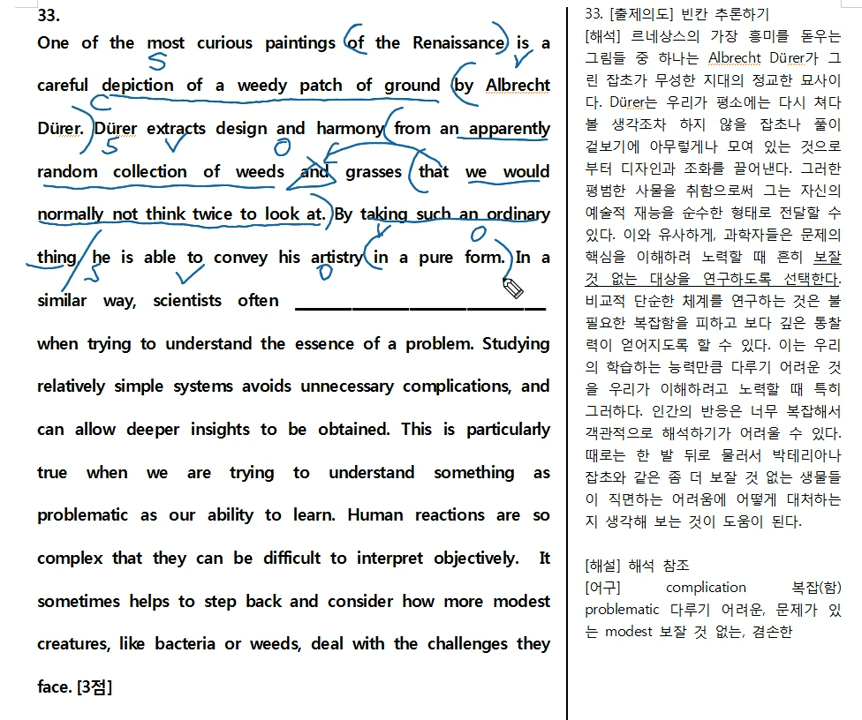 33.
One of the most curious paintings of the Renaissance is a
careful depiction of a weedy patch of ground by Albrecht
Dürer. Dürer extracts design and harmony from an apparently
random collection of weeds and grasses that we would
normally not think twice to look at. By taking such an ordinary
thing, he is able to convey his artistry in a pure form. In a
similar way, scientists often ______________________________
when trying to understand the essence of a problem. Studying
relatively simple systems avoids unnecessary complications, and
can allow deeper insights to be obtained. This is particularly
true when we are trying to understand something as
problematic as our ability to learn. Human reactions are so
complex that they can be difficult to interpret objectively. It
sometimes helps to step back and consider how more modest
creatures, like bacteria or weeds, deal with the challenges they
face. [3점]
S
V
C
S
V
O
O
S
V
O
33. [출제의도] 빈칸 추론하기
[해석] 르네상스의 가장 흥미를 돋우는
그림들 중 하나는 Albrecht Dürer가 그
린 잡초가 무성한 지대의 정교한 묘사이
다. Dürer는 우리가 평소에는 다시 쳐다
볼 생각조차 하지 않을 잡초나 풀이
겉보기에 아무렇게나 모여 있는 것으로
부터 디자인과 조화를 끌어낸다. 그러한
평범한 사물을 취함으로써 그는 자신의
예술적 재능을 순수한 형태로 전달할 수
있다. 이와 유사하게, 과학자들은 문제의
핵심을 이해하려 노력할 때 흔히 보잘
것 없는 대상을 연구하도록 선택한다.
비교적 단순한 체계를 연구하는 것은 불
필요한 복잡함을 피하고 보다 깊은 통찰
력이 얻어지도록 할 수 있다. 이는 우리
의 학습하는 능력만큼 다루기 어려운 것
을 우리가 이해하려고 노력할 때 특히
그러하다. 인간의 반응은 너무 복잡해서
객관적으로 해석하기가 어려울 수 있다.
때로는 한 발 뒤로 물러서 박테리아나
잡초와 같은 좀 더 보잘 것 없는 생물들
이 직면하는 어려움에 어떻게 대처하는
지 생각해 보는 것이 도움이 된다.
[해설] 해석 참조
[어구] complication 복잡(함)
problematic 다루기 어려운, 문제가 있
는 modest 보잘 것 없는, 겸손한